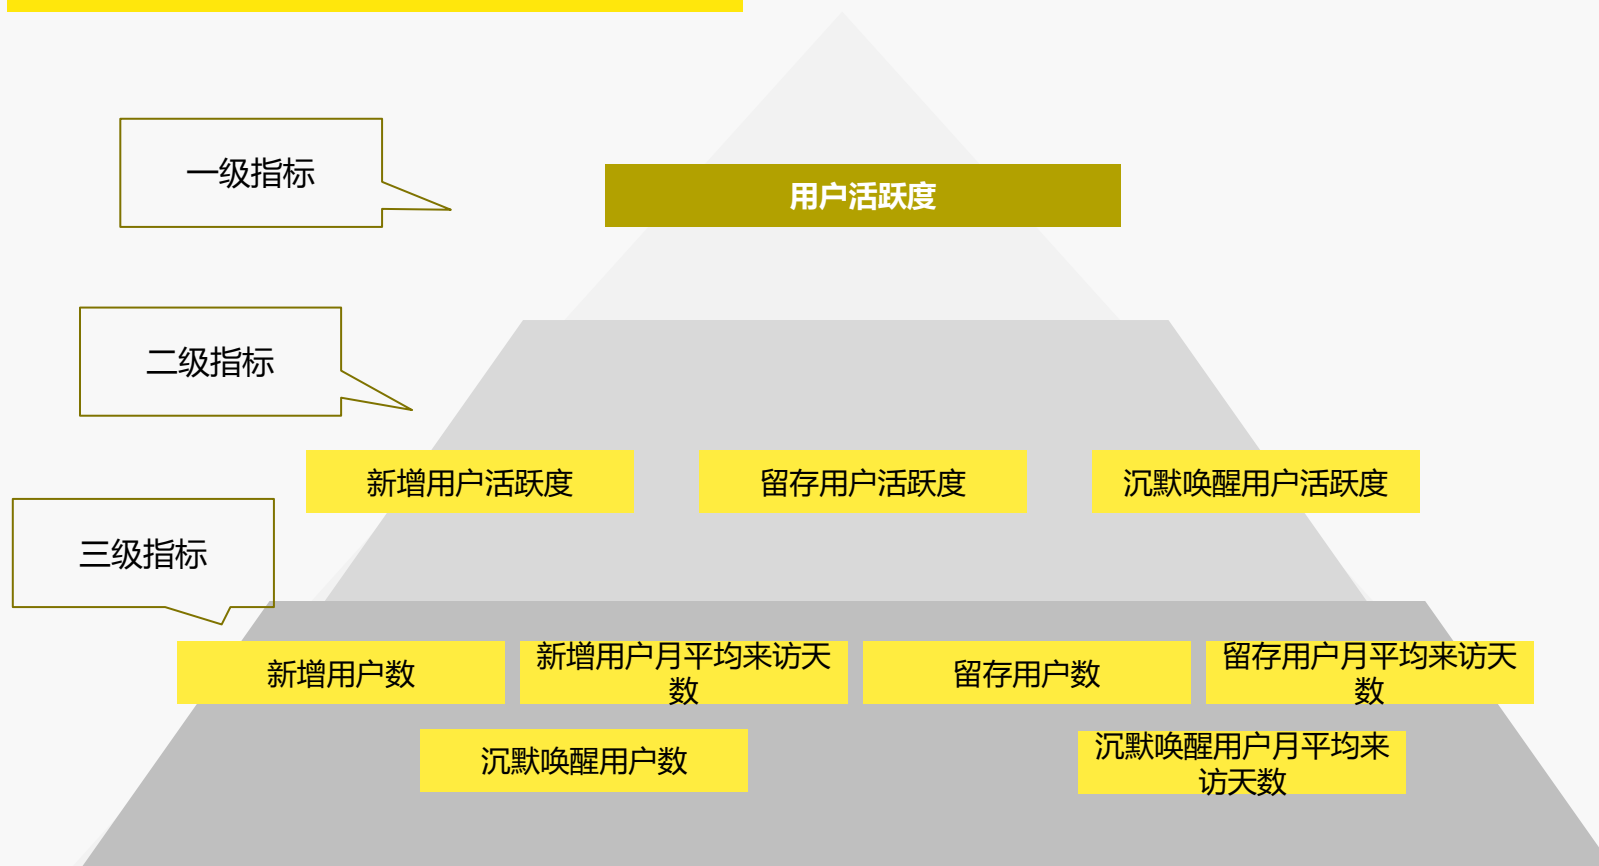 一级指标
用户活跃度
二级指标
新增用户活跃度
留存用户活跃度
沉默唤醒用户活跃度
三级指标
新增用户数
新增用户月平均来访天
数
留存用户数
留存用户月平均来访天
数
沉默唤醒用户数
沉默唤醒用户月平均来
访天数